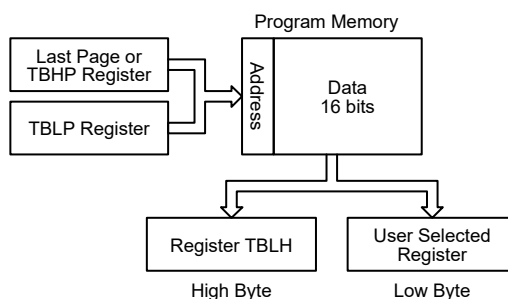 Program Memory
Last Page or
TBHP Register
TBLP Register
Address
Data
16 bits
Register TBLH
User Selected
Register
High Byte
Low Byte